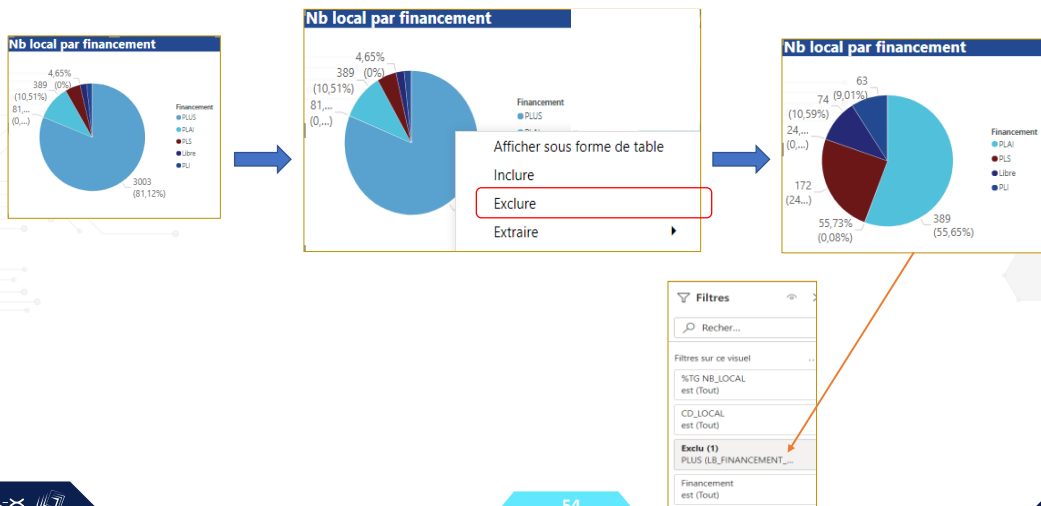 Nb local par financement
4,65%
(0%)
389
(10,51%)
81,...
(0,...)
3003
(81,12%)
Financement
PLUS
PLAI
PLS
Libre
PLI
Nb local par financement
4,65%
(0%)
389
(10,51%)
81,...
(0,...)
Financement
PLUS
Afficher sous forme de table
Inclure
Exclure
Extraire
Nb local par financement
63
(9,01%)
74
(10,59%)
24,...
(0,...)
172
(24...)
55,73%
(0,08%)
389
(55,65%)
Financement
PLAI
PLS
Libre
PLI
Filtres
Recher...
Filtres sur ce visuel
%TG NB_LOCAL
est (Tout)
CD_LOCAL
est (Tout)
Exclu (1)
PLUS (LB_FINANCEMENT_...
Financement
est (Tout)
54